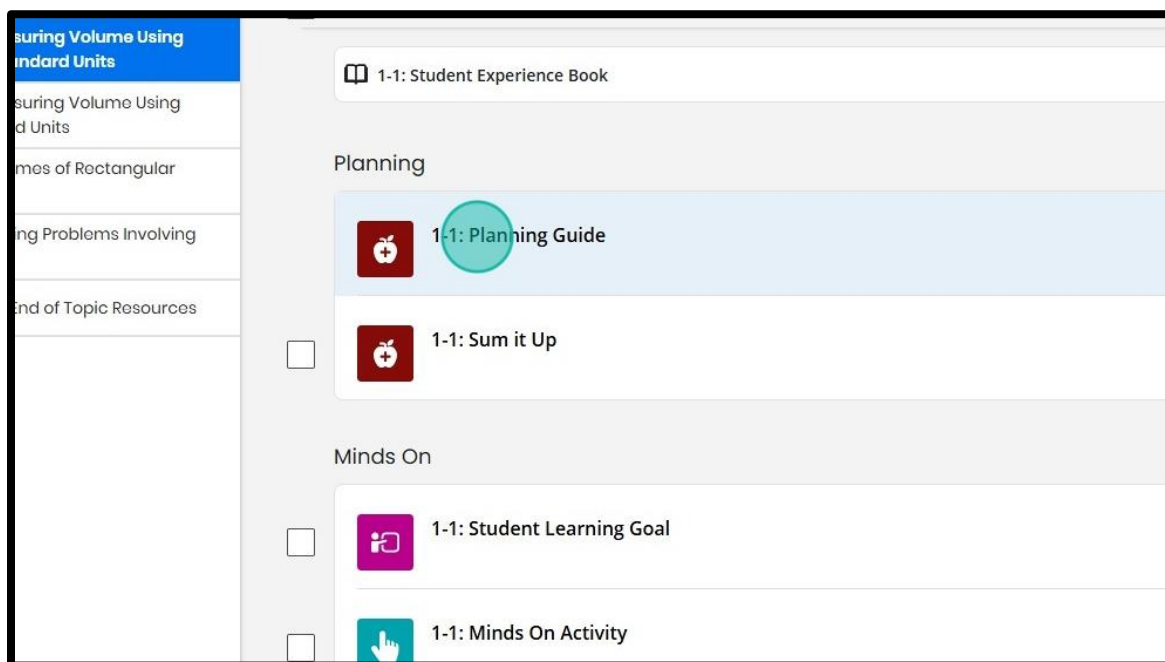 suring Volume Using
ndard Units
suring Volume Using
d Units
mes of Rectangular
ing Problems Involving
End of Topic Resources
1-1: Student Experience Book
Planning
1-1: Planning Guide
1-1: Sum it Up
Minds On
1-1: Student Learning Goal
1-1: Minds On Activity